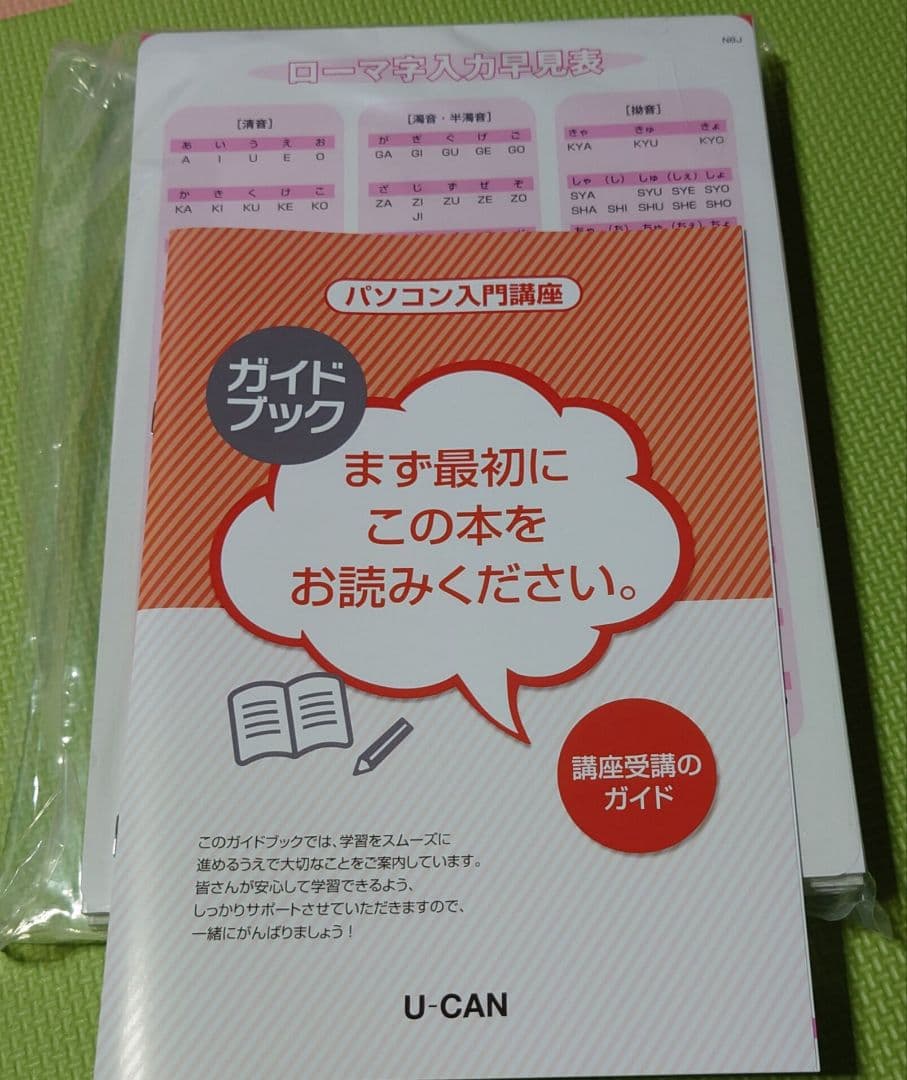 N6J
ローマ字入力早見表
[清音]
あ い う え お
A I U E O
か き く け こ
KA KI KU KE KO
[濁音・半濁音]
が ぎ ぐ げ ご
GA GI GU GE GO
ざ じ ず ぜ ぞ
ZA ZI ZU ZE ZO
JI
[拗音]
きゃ きゅ きょ
KYA KYU KYO
しゃ (し) しゅ (しぇ) しょ
SYA SYU SYE SYO
SHA SHI SHU SHE SHO
ちゃ (ち) ちゅ (ちぇ) ちょ
パソコン入門講座
ガイド
ブック
まず最初に
この本を
お読みください。
講座受講の
ガイド
このガイドブックでは、学習をスムーズに
進めるうえで大切なことをご案内しています。
皆さんが安心して学習できるよう、
しっかりサポートさせていただきますので、
一緒にがんばりましょう!
U-CAN